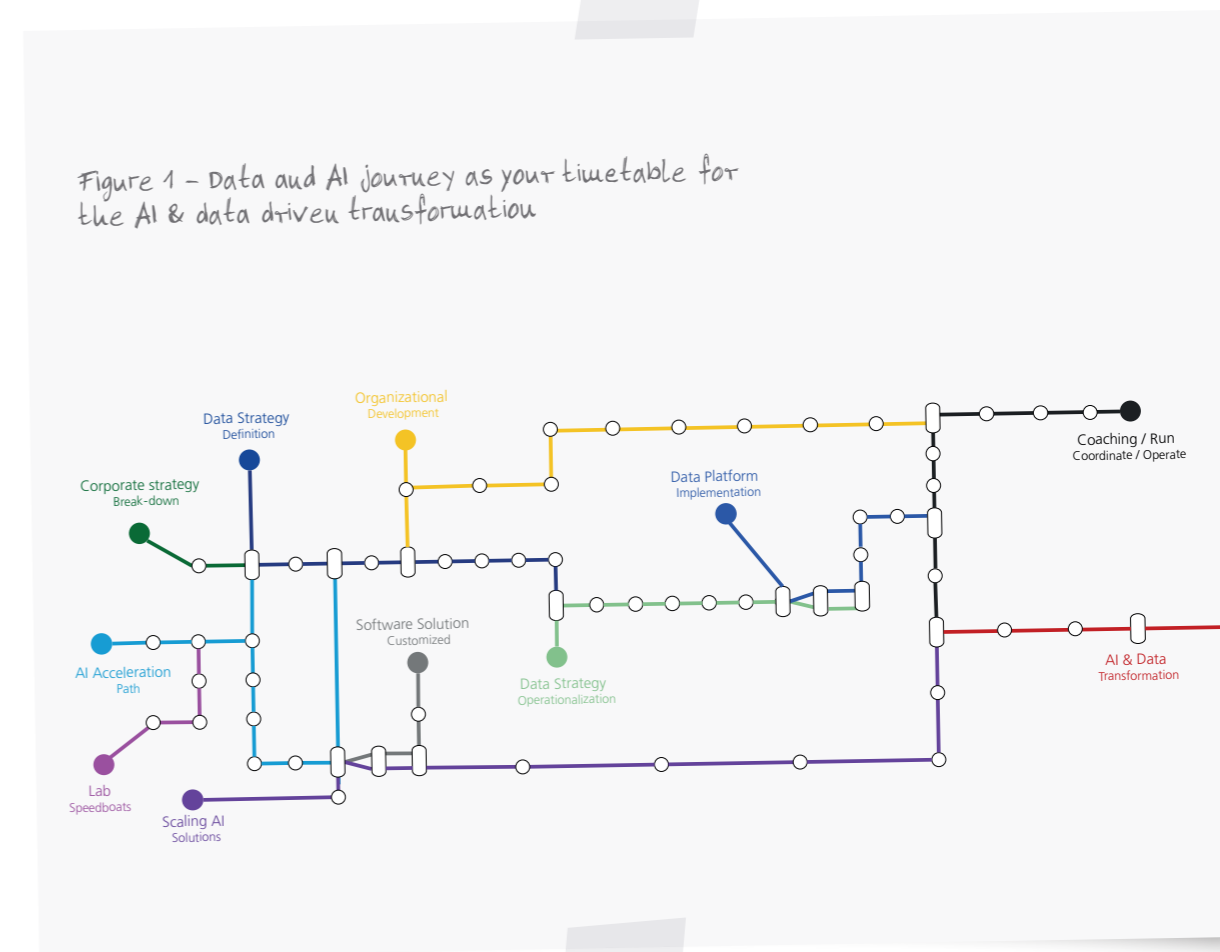 Figure 1 – Data and AI journey as your timetable for
the AI & data driven transformation
Organizational
Development
Data Strategy
Definition
Coaching / Run
Coordinate / Operate
Data Platform
Implementation
Corporate strategy
Break-down
Software Solution
Customized
AI & Data
Transformation
AI Acceleration
Path
Data Strategy
Operationalization
Lab
Speedboats
Scaling AI
Solutions